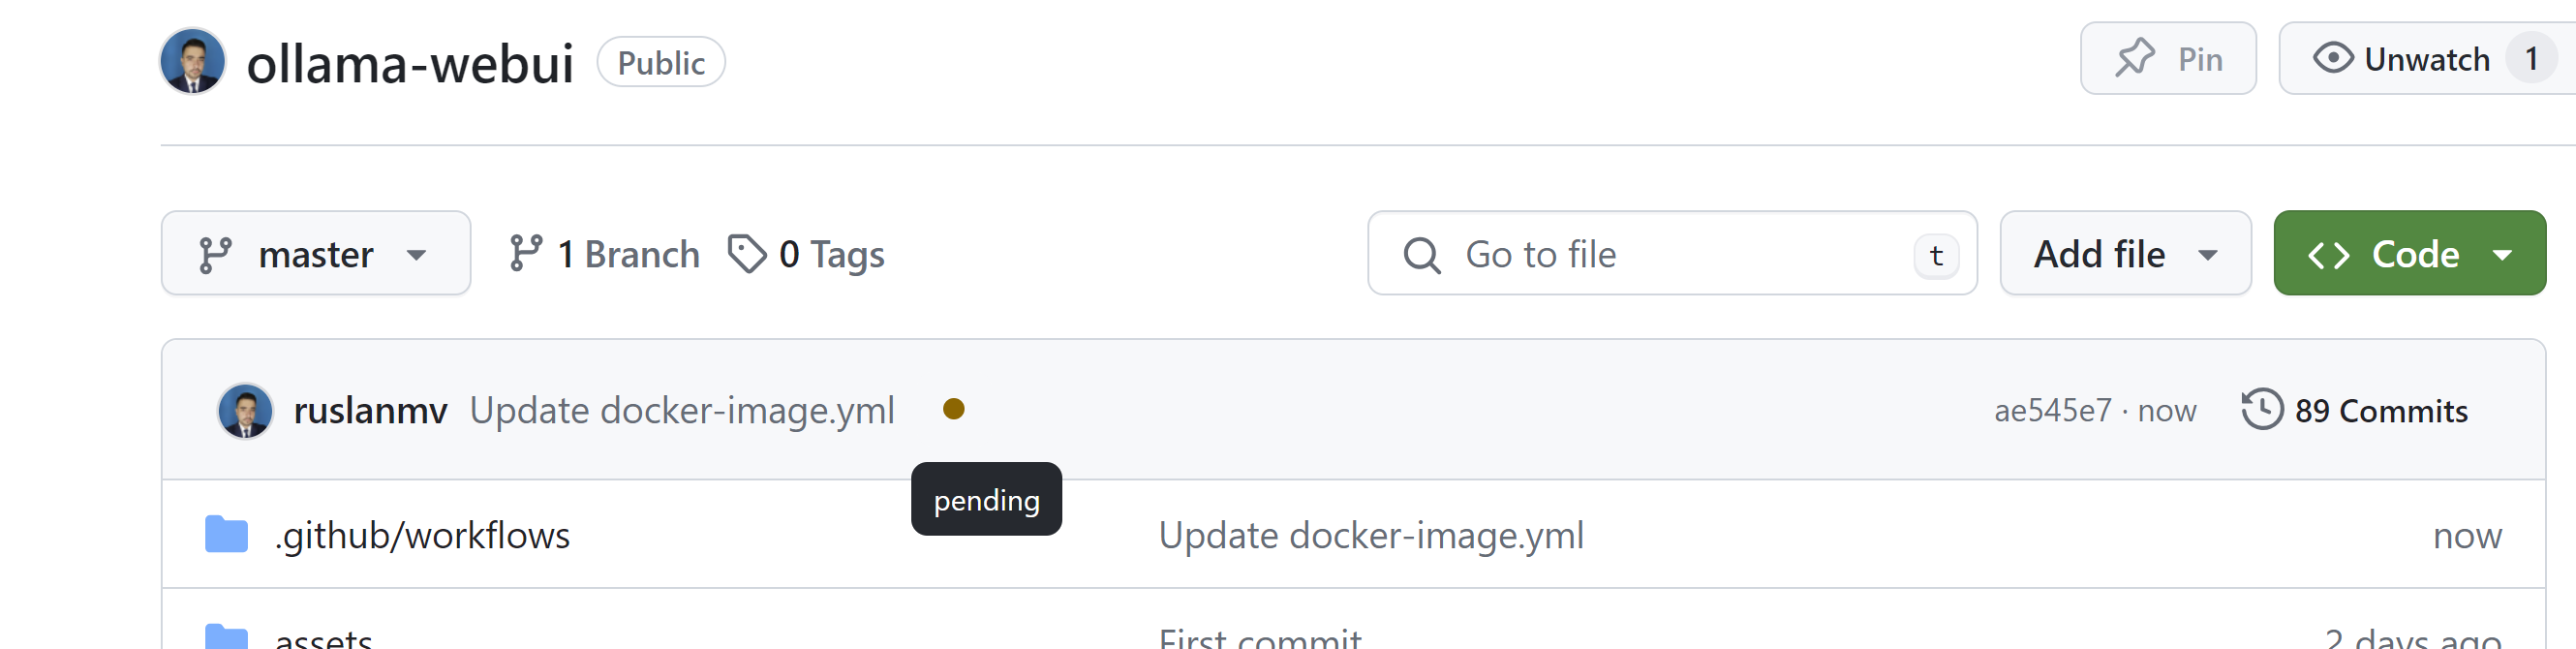 ollama-webui Public Pin Unwatch 1
master 1 Branch 0 Tags Go to file t Add file Code
ruslanmv Update docker-image.yml ae545e7 · now 89 Commits
pending
.github/workflows Update docker-image.yml now
assets First commit 2 days ago